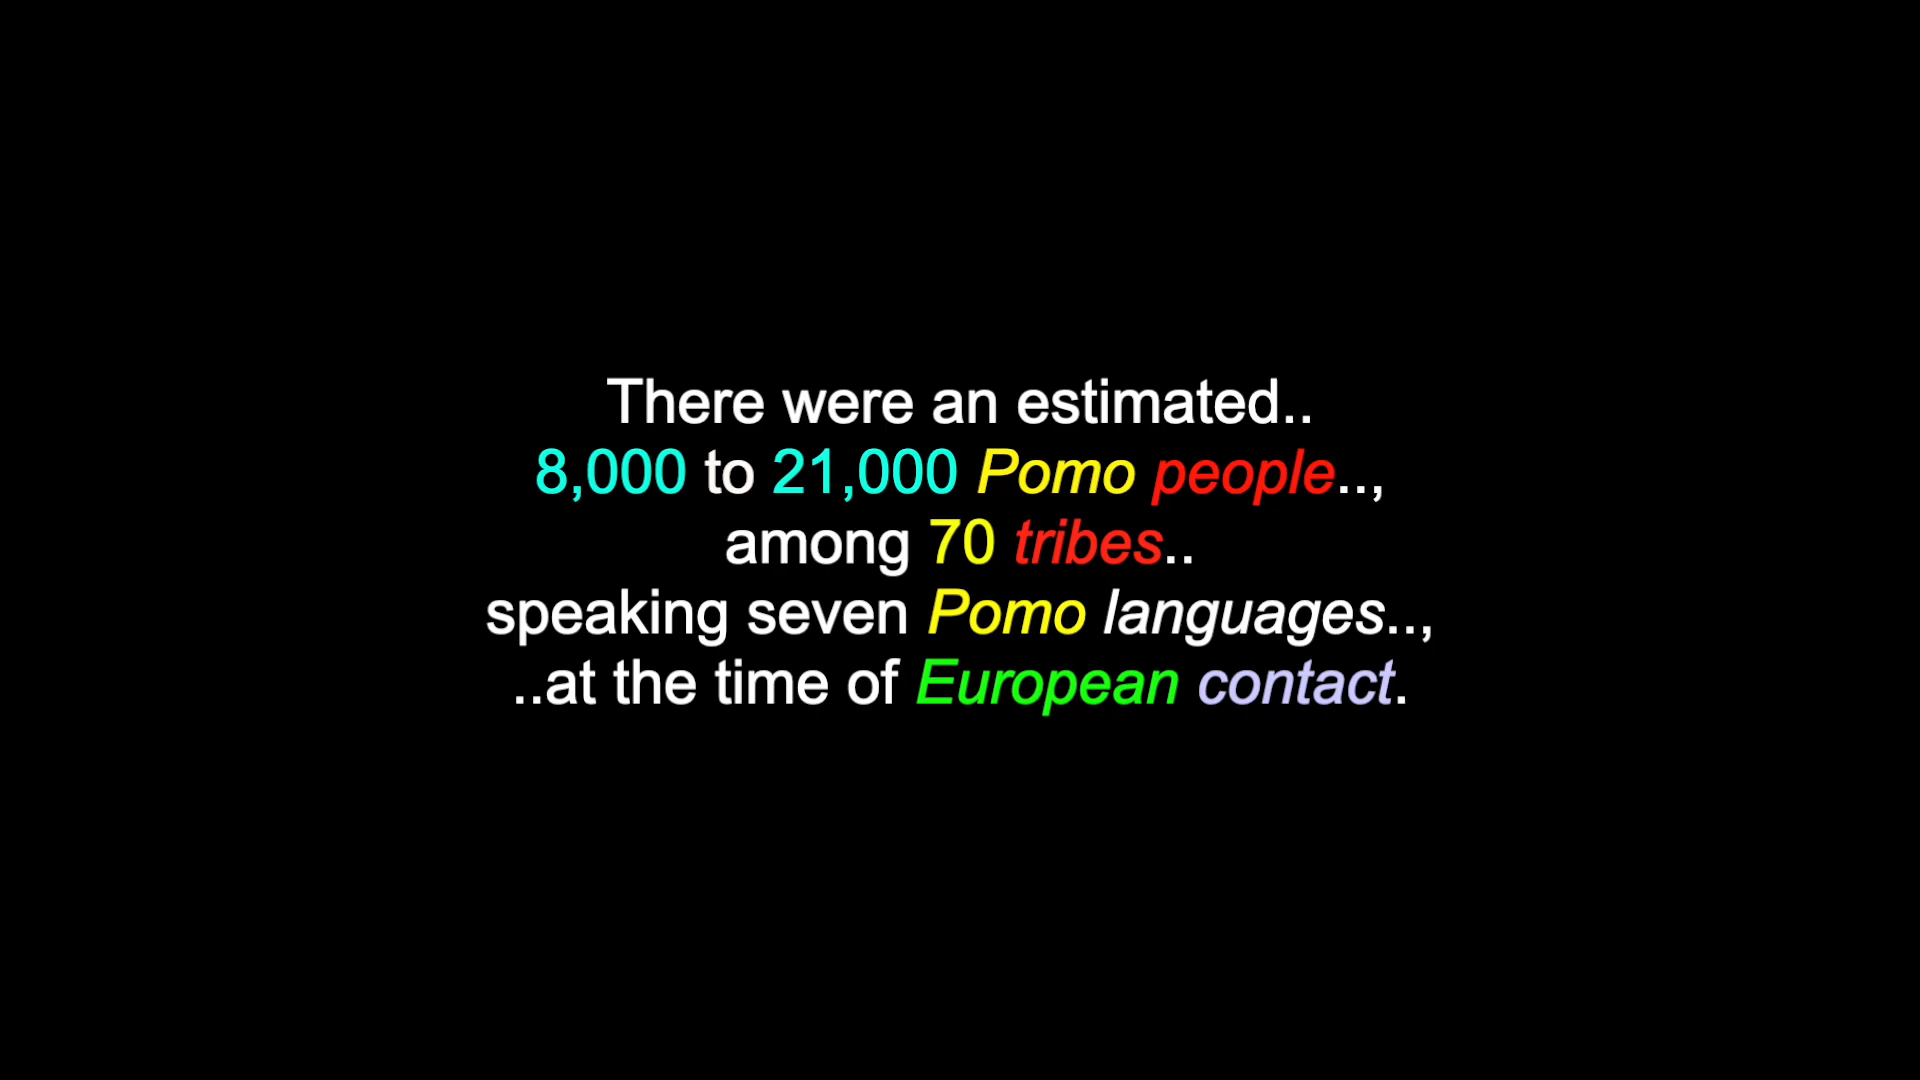 There were an estimated..
8,000 to 21,000 Pomo people..,
among 70 tribes..
speaking seven Pomo languages..,
..at the time of European contact.